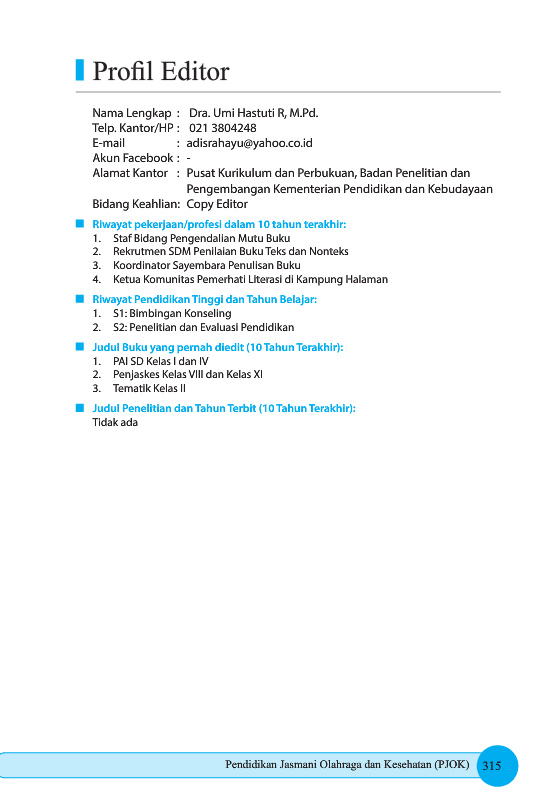 Profil Editor
Nama Lengkap : Dra. Umi Hastuti R, M.Pd.
Telp. Kantor/HP : 021 3804248
E-mail : adisrahayu@yahoo.co.id
Akun Facebook : -
Alamat Kantor : Pusat Kurikulum dan Perbukuan, Badan Penelitian dan
Pengembangan Kementerian Pendidikan dan Kebudayaan
Bidang Keahlian: Copy Editor
Riwayat pekerjaan/profesi dalam 10 tahun terakhir:
1. Staf Bidang Pengendalian Mutu Buku
2. Rekrutmen SDM Penilaian Buku Teks dan Nonteks
3. Koordinator Sayembara Penulisan Buku
4. Ketua Komunitas Pemerhati Literasi di Kampung Halaman
Riwayat Pendidikan Tinggi dan Tahun Belajar:
1. S1: Bimbingan Konseling
2. S2: Penelitian dan Evaluasi Pendidikan
Judul Buku yang pernah diedit (10 Tahun Terakhir):
1. PAI SD Kelas I dan IV
2. Penjaskes Kelas VIII dan Kelas XI
3. Tematik Kelas II
Judul Penelitian dan Tahun Terbit (10 Tahun Terakhir):
Tidak ada
Pendidikan Jasmani Olahraga dan Kesehatan (PJOK) 315